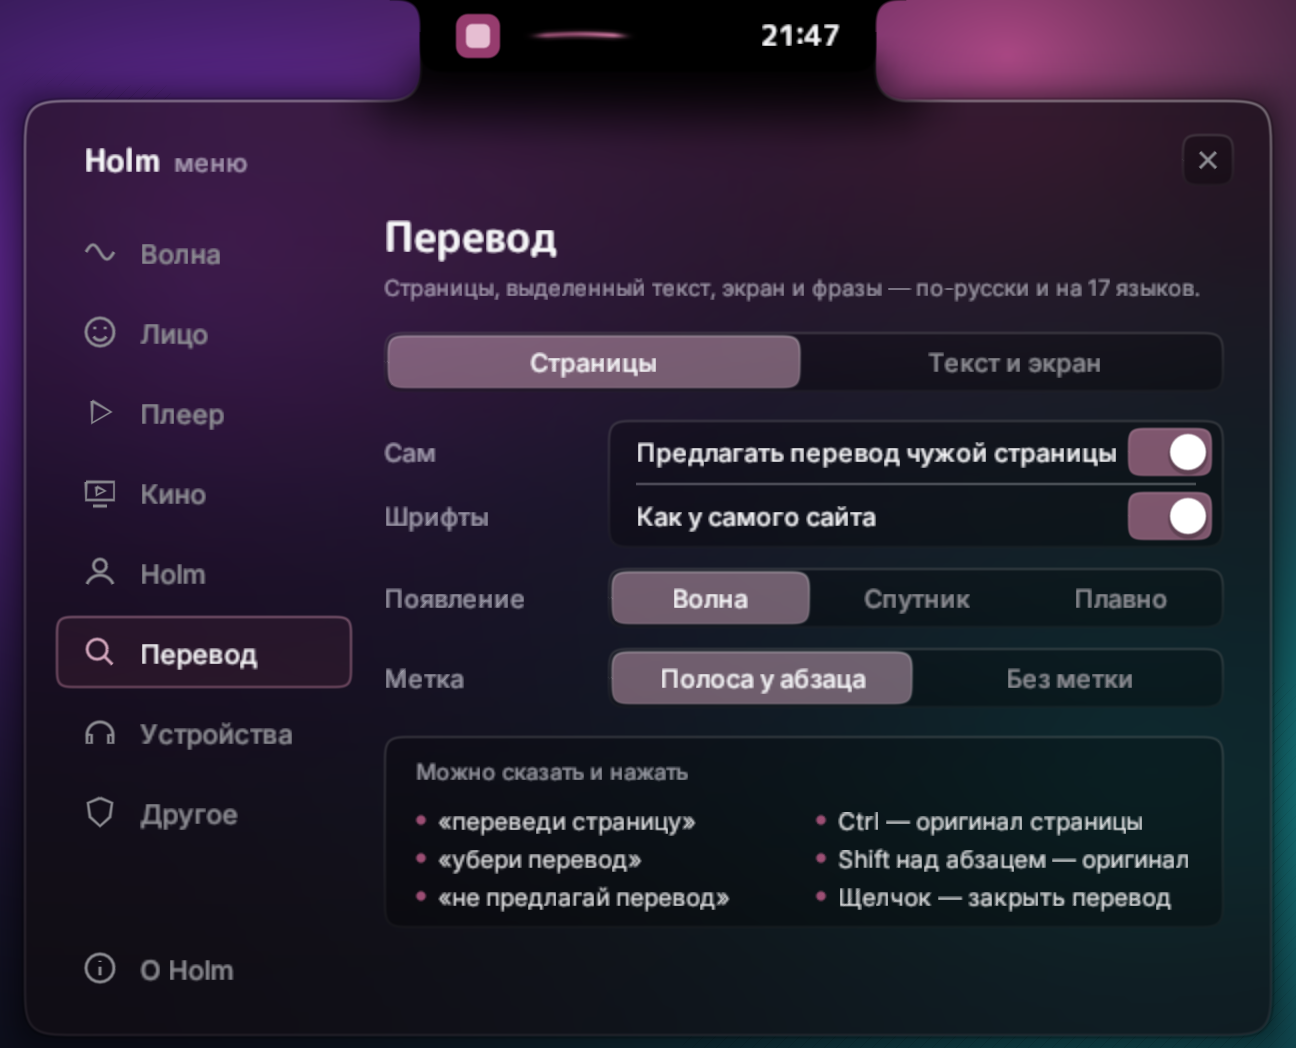 21:47
Holm меню
Волна
Лицо
Плеер
Кино
Holm
Перевод
Устройства
Другое
О Holm
Перевод
Страницы, выделенный текст, экран и фразы — по-русски и на 17 языков.
Страницы Текст и экран
Сам Предлагать перевод чужой страницы
Шрифты Как у самого сайта
Появление Волна Спутник Плавно
Метка Полоса у абзаца Без метки
Можно сказать и нажать
• «переведи страницу»
• «убери перевод»
• «не предлагай перевод»
• Ctrl — оригинал страницы
• Shift над абзацем — оригинал
• Щелчок — закрыть перевод